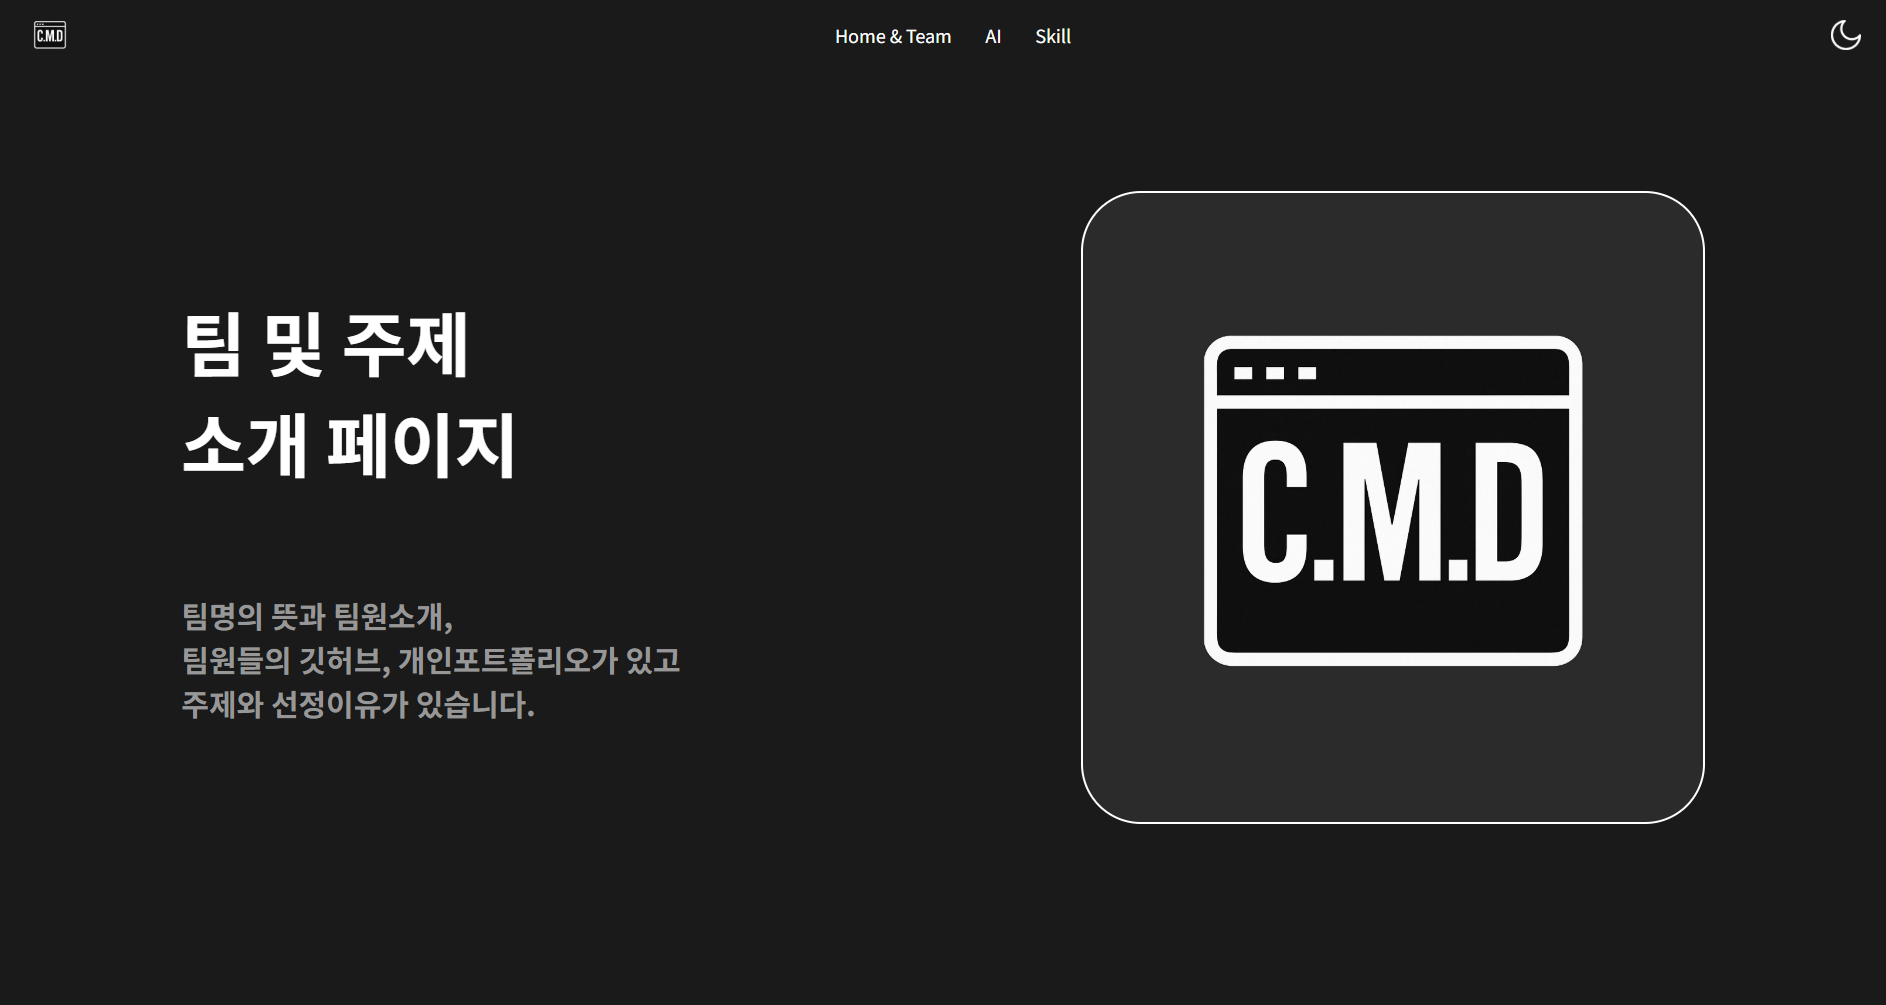 C.M.D
Home & Team
AI
Skill
팀 및 주제
소개 페이지
팀명의 뜻과 팀원소개,
팀원들의 깃허브, 개인포트폴리오가 있고
주제와 선정이유가 있습니다.
C.M.D